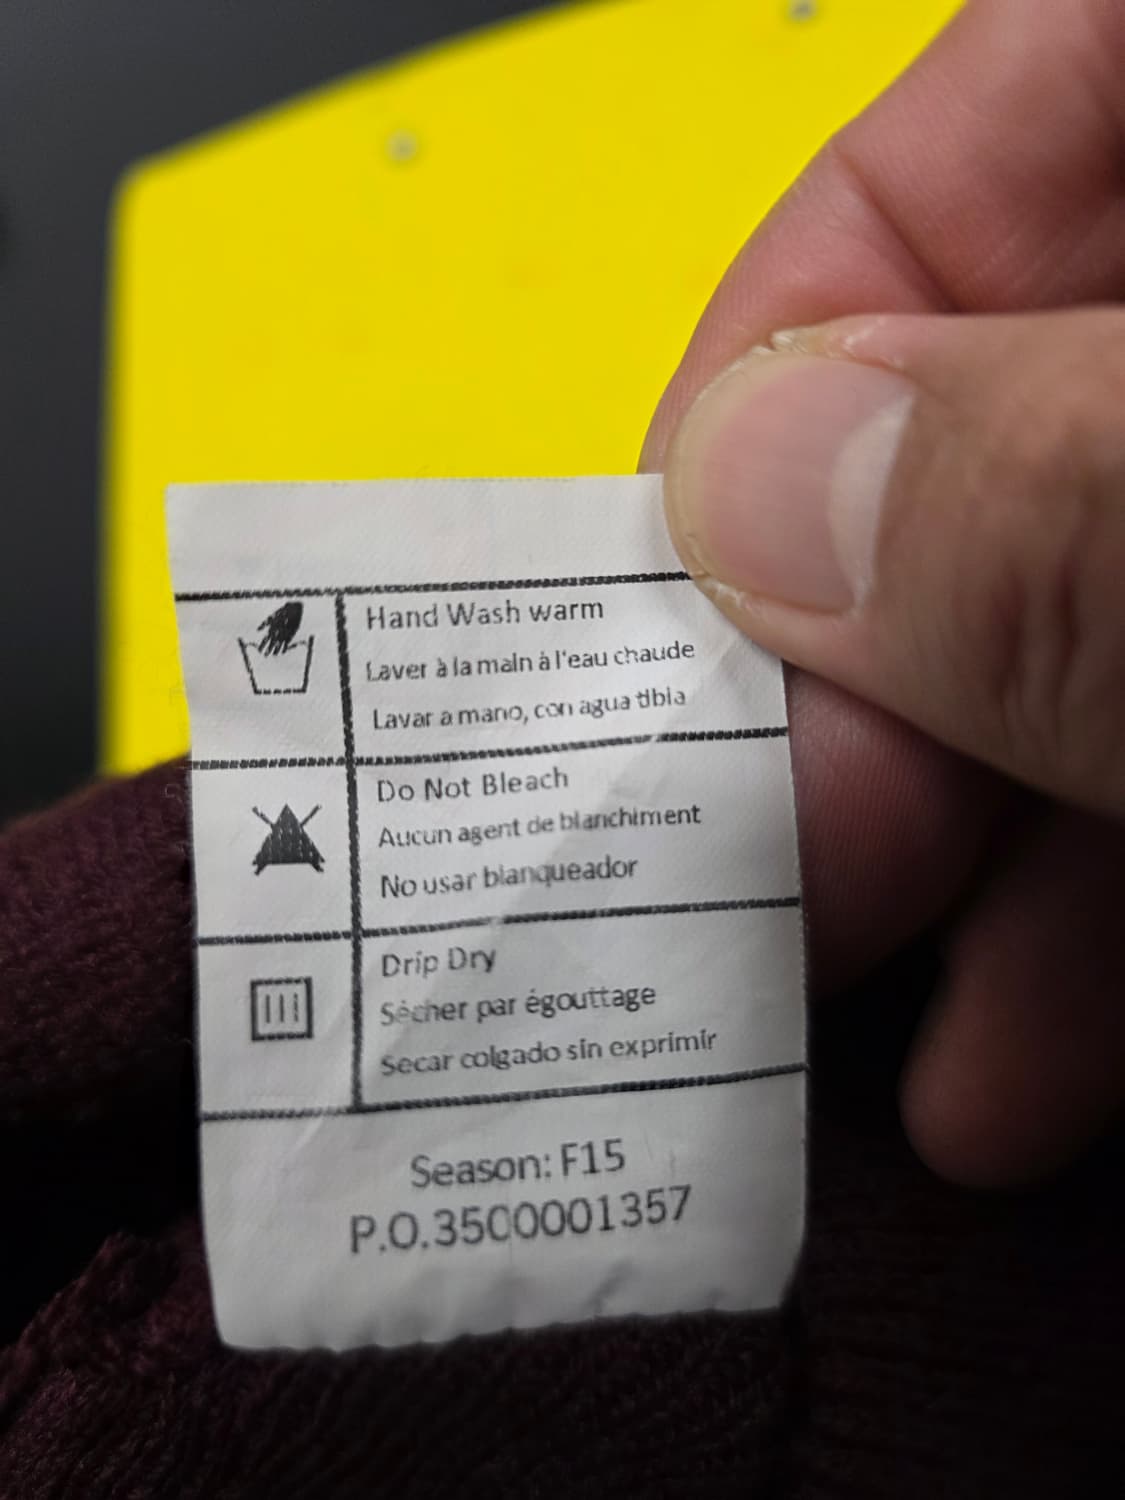 Hand Wash warm
Laver à la main à l'eau chaude
Lavar a mano, con agua tibia
Do Not Bleach
Aucun agent de blanchiment
No usar blanqueador
Drip Dry
Sécher par égouttage
Secar colgado sin exprimir
Season: F15
P.O.3500001357